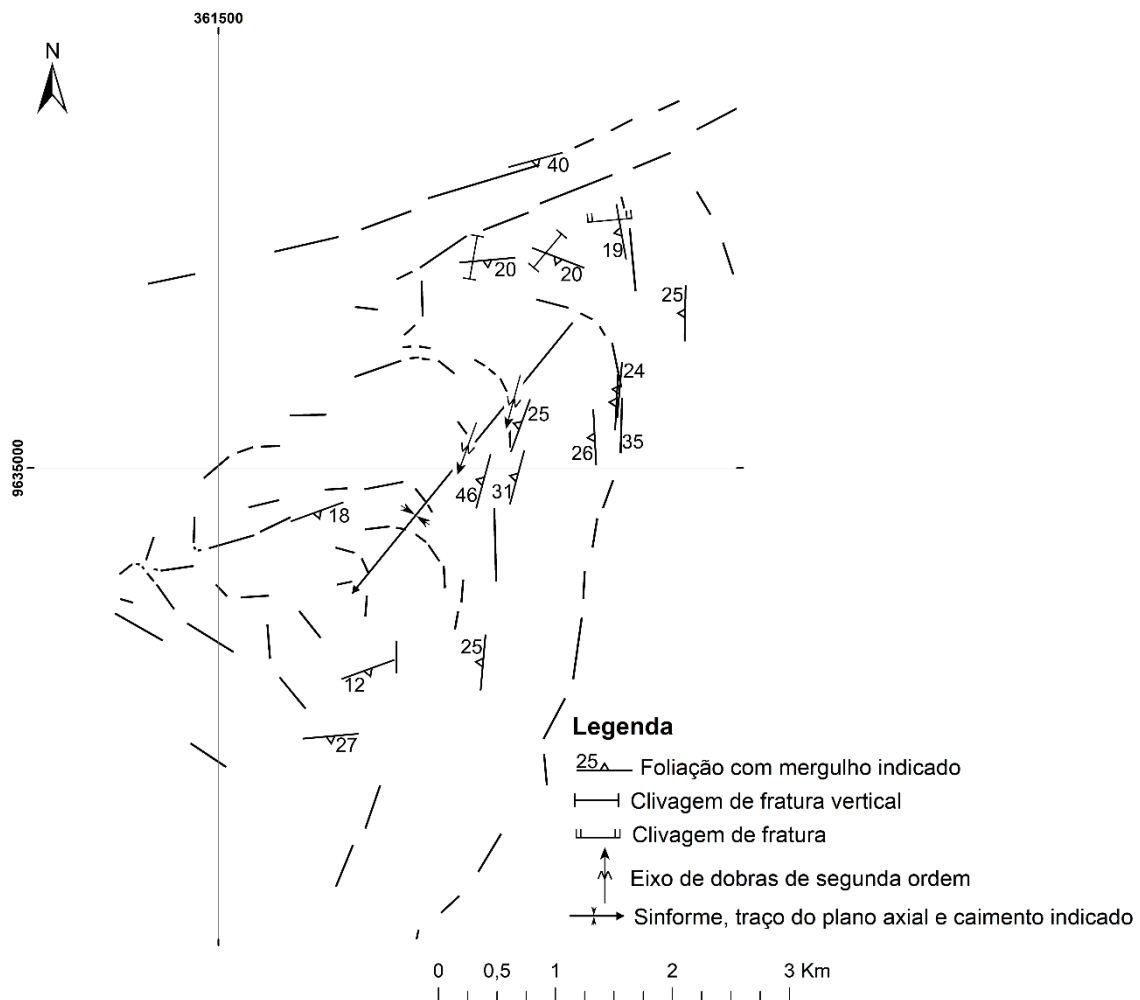 361500
N
40
19
20
20
25
24
25
9635000
26
35
46
31
18
25
12
27
Legenda
25 Foliação com mergulho indicado
Clivagem de fratura vertical
Clivagem de fratura
Eixo de dobras de segunda ordem
Sinforme, traço do plano axial e caimento indicado
0 0,5 1 2 3 Km